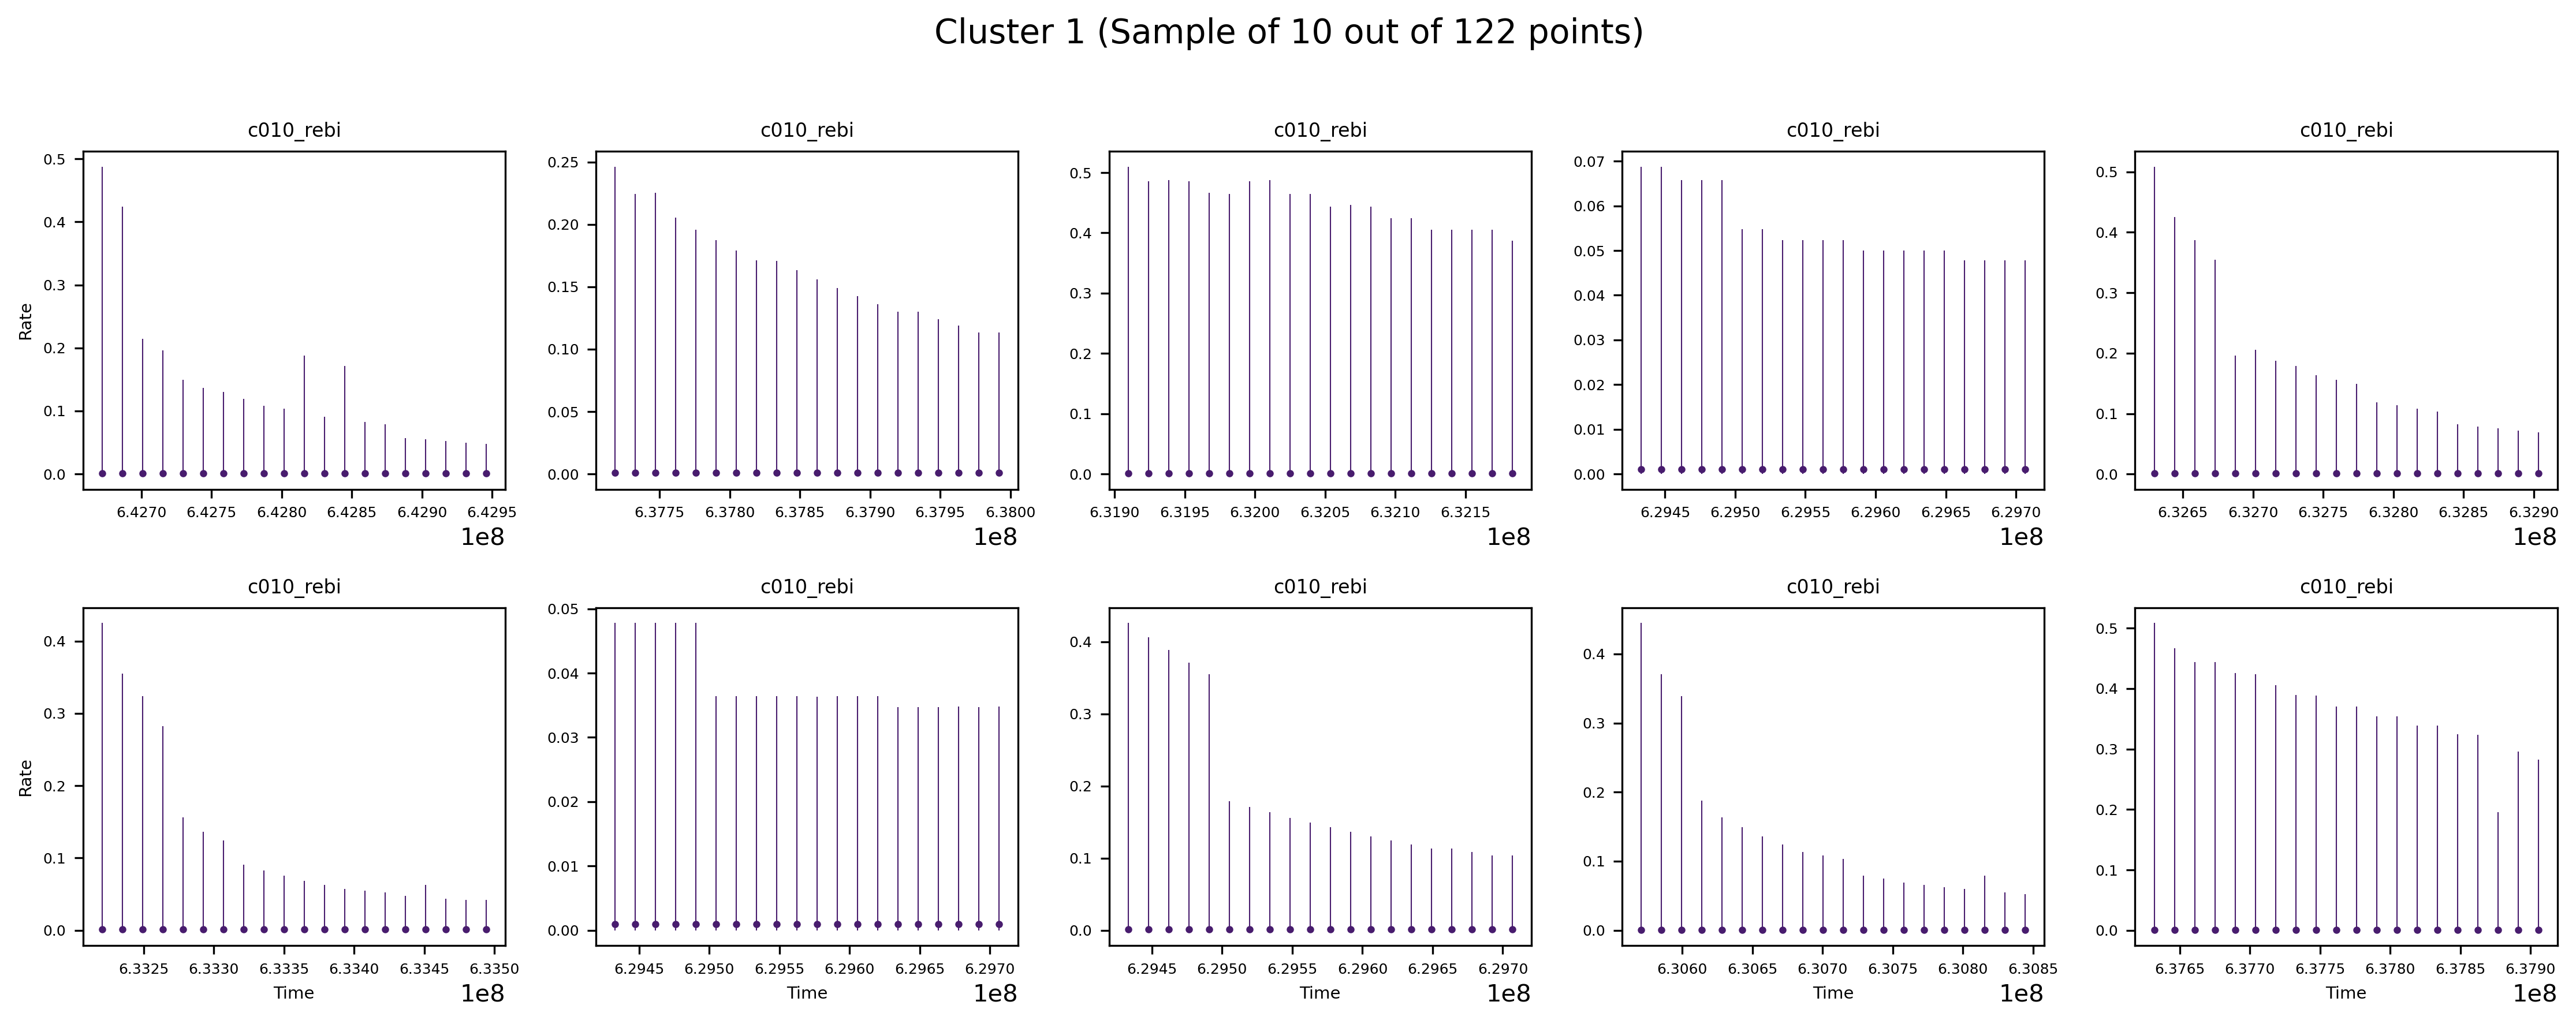 Cluster 1 (Sample of 10 out of 122 points)
c010_rebi c010_rebi c010_rebi c010_rebi c010_rebi
0.5 0.4 0.3 0.2 0.1 0.0
Rate
6.4270 6.4275 6.4280 6.4285 6.4290 6.4295
1e8
0.25 0.20 0.15 0.10 0.05 0.00
6.3775 6.3780 6.3785 6.3790 6.3795 6.3800
1e8
0.5 0.4 0.3 0.2 0.1 0.0
6.3190 6.3195 6.3200 6.3205 6.3210 6.3215
1e8
0.07 0.06 0.05 0.04 0.03 0.02 0.01 0.00
6.2945 6.2950 6.2955 6.2960 6.2965 6.2970
1e8
0.5 0.4 0.3 0.2 0.1 0.0
6.3265 6.3270 6.3275 6.3280 6.3285 6.3290
1e8
c010_rebi c010_rebi c010_rebi c010_rebi c010_rebi
0.4 0.3 0.2 0.1 0.0
Rate
6.3325 6.3330 6.3335 6.3340 6.3345 6.3350
Time
1e8
0.05 0.04 0.03 0.02 0.01 0.00
6.2945 6.2950 6.2955 6.2960 6.2965 6.2970
Time
1e8
0.4 0.3 0.2 0.1 0.0
6.2945 6.2950 6.2955 6.2960 6.2965 6.2970
Time
1e8
0.4 0.3 0.2 0.1 0.0
6.3060 6.3065 6.3070 6.3075 6.3080 6.3085
Time
1e8
0.5 0.4 0.3 0.2 0.1 0.0
6.3765 6.3770 6.3775 6.3780 6.3785 6.3790
Time
1e8